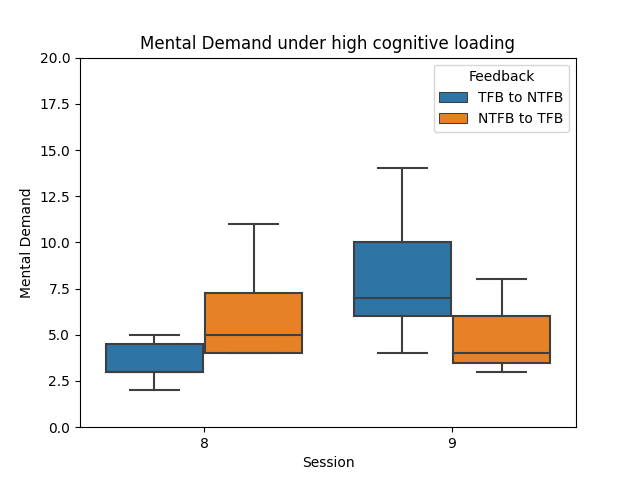 Mental Demand under high cognitive loading
Feedback
TFB to NTFB
NTFB to TFB
20.0
17.5
15.0
12.5
10.0
7.5
5.0
2.5
0.0
Mental Demand
8
9
Session